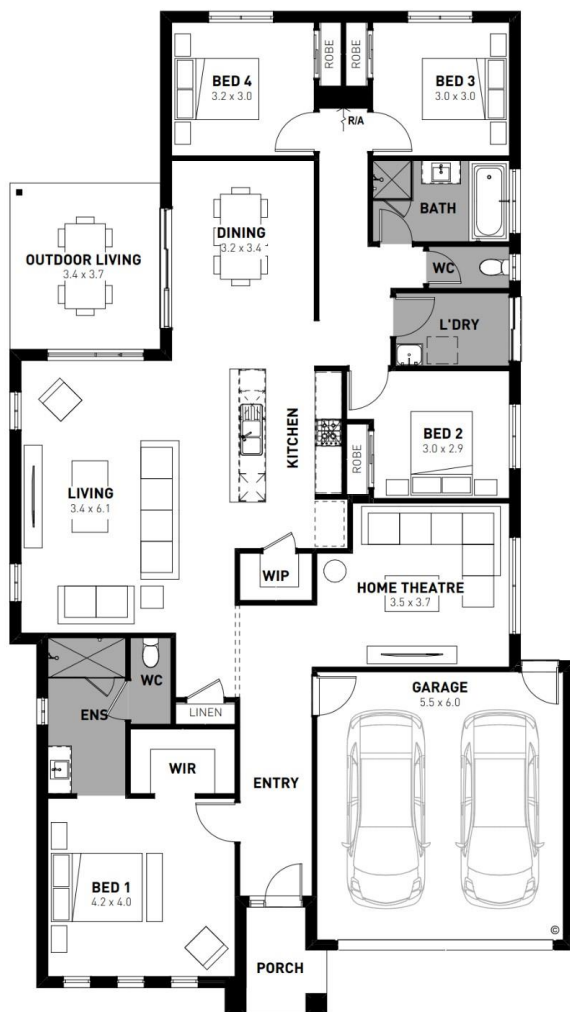 ROBE
ROBE
BED 4
3.2 x 3.0
BED 3
3.0 x 3.0
R/A
BATH
DINING
3.2 x 3.4
OUTDOOR LIVING
3.4 x 3.7
WC
L'DRY
KITCHEN
BED 2
3.0 x 2.9
ROBE
LIVING
3.4 x 6.1
WIP
HOME THEATRE
3.5 x 3.7
WC
GARAGE
5.5 x 6.0
ENS
LINEN
WIR
ENTRY
BED 1
4.2 x 4.0
©
PORCH